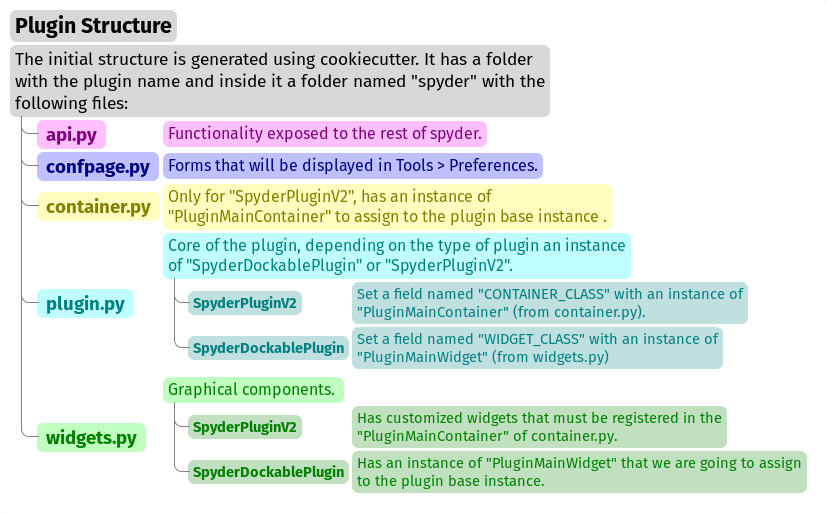 Plugin Structure
The initial structure is generated using cookiecutter. It has a folder
with the plugin name and inside it a folder named "spyder" with the
following files:
api.py
Functionality exposed to the rest of spyder.
confpage.py
Forms that will be displayed in Tools > Preferences.
container.py
Only for "SpyderPluginV2", has an instance of
"PluginMainContainer" to assign to the plugin base instance .
plugin.py
Core of the plugin, depending on the type of plugin an instance
of "SpyderDockablePlugin" or "SpyderPluginV2".
SpyderPluginV2
Set a field named "CONTAINER_CLASS" with an instance of
"PluginMainContainer" (from container.py).
SpyderDockablePlugin
Set a field named "WIDGET_CLASS" with an instance of
"PluginMainWidget" (from widgets.py)
widgets.py
Graphical components.
SpyderPluginV2
Has customized widgets that must be registered in the
"PluginMainContainer" of container.py.
SpyderDockablePlugin
Has an instance of "PluginMainWidget" that we are going to assign
to the plugin base instance.